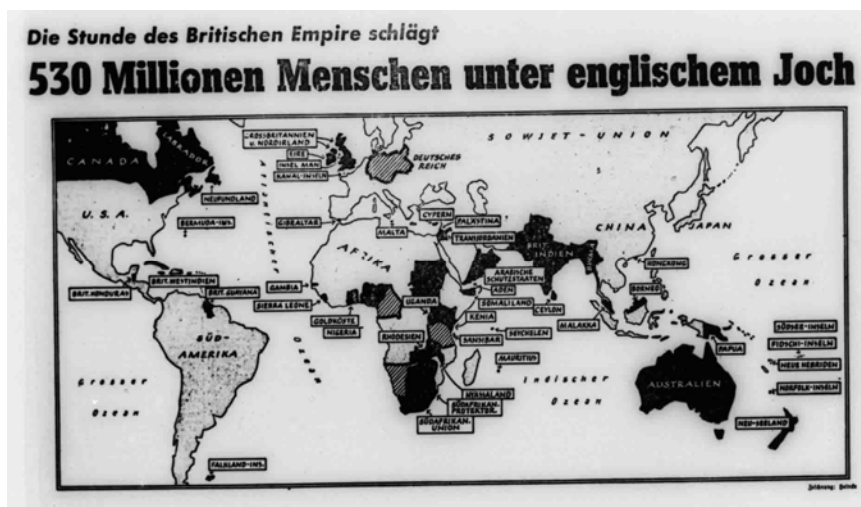 Die Stunde des Britischen Empire schlägt
530 Millionen Menschen unter englischem Joch
CANADA
LABRADOR
NEUFUNDLAND
U.S.A.
BERMUDA-INS.
Atlantischer
GROSSBRITANNIEN
U. NORDIRLAND
EIRE
INSEL MAN
KANAL-INSELN
DEUTSCHES
REICH
SOWJET-UNION
GIBRALTAR
MALTA
CYPERN
PALÄSTINA
TRANSJORDANIEN
BRIT.
INDIEN
CHINA
JAPAN
HONGKONG
Grosser
Ozean
AFRIKA
ARABISCHE
SCHUTZSTAATEN
ADEN
SOMALILAND
CEYLON
BORNEO
BRIT. HONDURAS
BRIT. WESTINDIEN
BRIT. GUYANA
GAMBIA
SIERRA LEONE
GOLDKÜSTE
NIGERIA
UGANDA
KENIA
RHODESIEN
SANSIBAR
SEYCHELEN
MALAKKA
MAURITIUS
SÜD-
AMERIKA
Ozean
Grosser
Ozean
Indischer
Ozean
NYASALAND
SÜDAFRIKAN.
PROTEKTOR.
SÜDAFRIKAN.
UNION
PAPUA
SÜDSEE-INSELN
FIDSCHI-INSELN
NEUE HEBRIDEN
NORFOLK-INSELN
AUSTRALIEN
NEU-SEELAND
FALKLAND-INS.